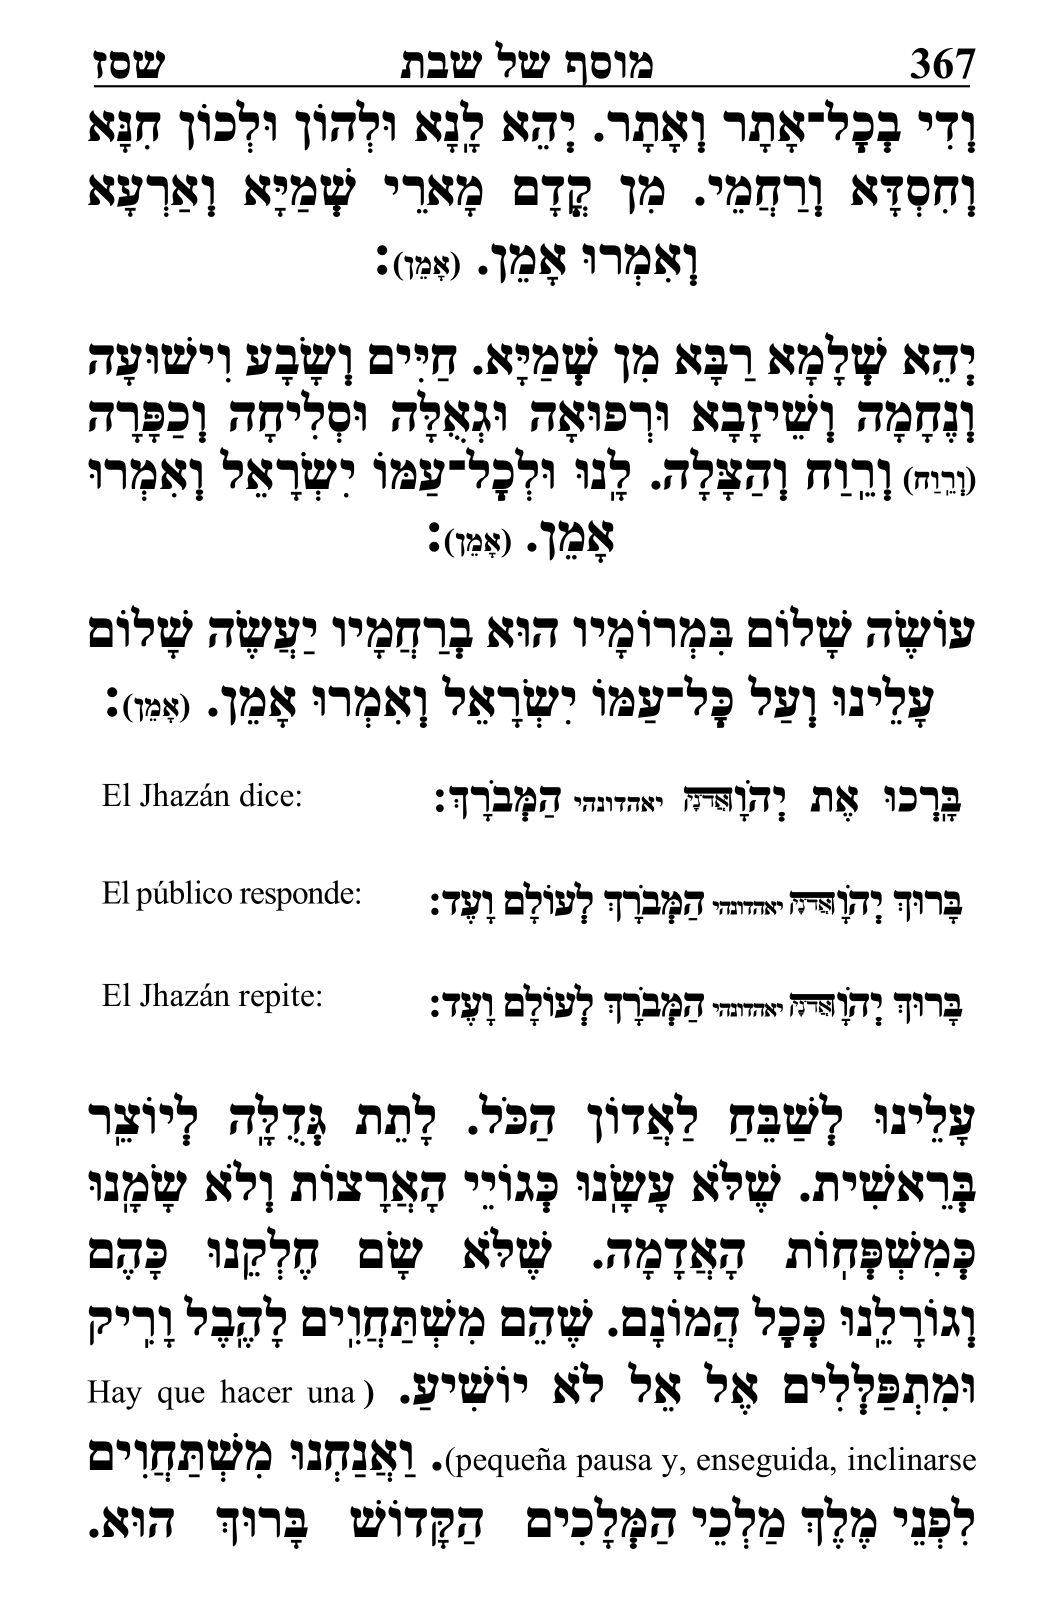 367 מוסף של שבת שסז
וְדִי בְכָל־אָתָר וְאָתָר. יְהֵא לָנָא וּלְהוֹן וּלְכוֹן חִנָּא
וְחִסְדָּא וְרַחֲמֵי. מִן קֳדָם מָארֵי שְׁמַיָּא וְאַרְעָא
וְאִמְרוּ אָמֵן. (אָמֵן):
יְהֵא שְׁלָמָא רַבָּא מִן שְׁמַיָּא. חַיִּים וְשָׂבָע וִישׁוּעָה
וְנֶחָמָה וְשֵׁיזָבָא וּרְפוּאָה וּגְאֻלָּה וּסְלִיחָה וְכַפָּרָה
(וְרֵוַח) וְרֵוַח וְהַצָּלָה. לָנוּ וּלְכָל־עַמּוֹ יִשְׂרָאֵל וְאִמְרוּ
אָמֵן. (אָמֵן):
עוֹשֶׂה שָׁלוֹם בִּמְרוֹמָיו הוּא בְרַחֲמָיו יַעֲשֶׂה שָׁלוֹם
עָלֵינוּ וְעַל כָּל־עַמּוֹ יִשְׂרָאֵל וְאִמְרוּ אָמֵן. (אָמֵן):
El Jhazán dice: בָּרְכוּ אֶת יְהֹוָאדני יאהדונהי הַמְּבֹרָךְ:
El público responde: בָּרוּךְ יְהֹוָאדני יאהדונהי הַמְּבֹרָךְ לְעוֹלָם וָעֶד:
El Jhazán repite: בָּרוּךְ יְהֹוָאדני יאהדונהי הַמְּבֹרָךְ לְעוֹלָם וָעֶד:
עָלֵינוּ לְשַׁבֵּחַ לַאֲדוֹן הַכֹּל. לָתֵת גְּדֻלָּה לְיוֹצֵר
בְּרֵאשִׁית. שֶׁלֹּא עָשָׂנוּ כְּגוֹיֵי הָאֲרָצוֹת וְלֹא שָׂמָנוּ
כְּמִשְׁפְּחוֹת הָאֲדָמָה. שֶׁלֹּא שָׂם חֶלְקֵנוּ כָּהֶם
וְגוֹרָלֵנוּ כְּכָל הֲמוֹנָם. שֶׁהֵם מִשְׁתַּחֲוִים לָהֶבֶל וָרִיק
וּמִתְפַּלְּלִים אֶל אֵל לֹא יוֹשִׁיעַ. (Hay que hacer una
pequeña pausa y, enseguida, inclinarse). וַאֲנַחְנוּ מִשְׁתַּחֲוִים
לִפְנֵי מֶלֶךְ מַלְכֵי הַמְּלָכִים הַקָּדוֹשׁ בָּרוּךְ הוּא.